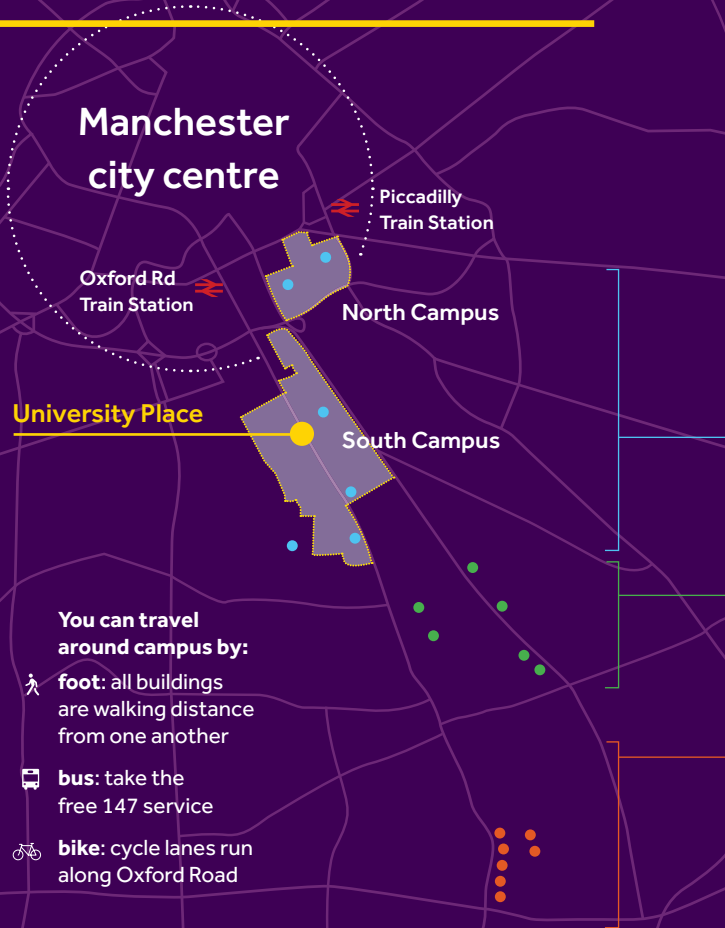 Manchester
city centre
Piccadilly
Train Station
Oxford Rd
Train Station
North Campus
University Place
South Campus
You can travel
around campus by:
foot: all buildings
are walking distance
from one another
bus: take the
free 147 service
bike: cycle lanes run
along Oxford Road